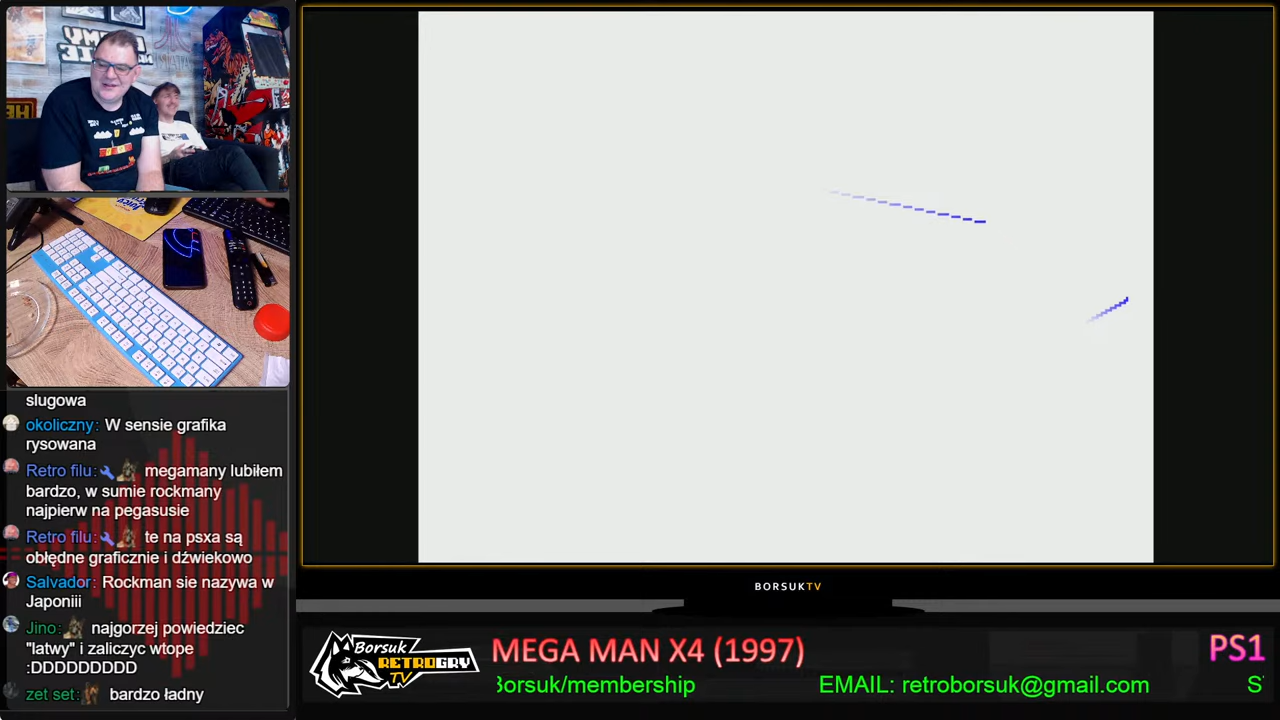 slugowa
okoliczny: W sensie grafika
rysowana
Retro filu: megamany lubiłem
bardzo, w sumie rockmany
najpierw na pegasusie
Retro filu: te na psxa są
obłędne graficznie i dźwiekowo
Salvador: Rockman sie nazywa w
Japoniii
Jino: najgorzej powiedziec
"latwy" i zaliczyc wtope
:DDDDDDDDD
zet set: bardzo ładny
BORSUKTV
Borsuk
RETROGRY
TV
MEGA MAN X4 (1997)
PS1
Borsuk/membership
EMAIL: retroborsuk@gmail.com